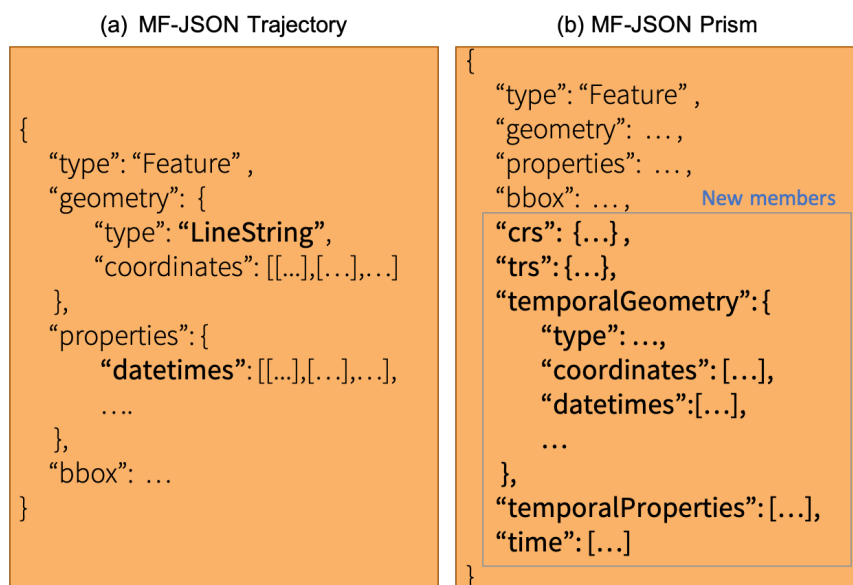 (a) MF-JSON Trajectory
{
“type”: “Feature” ,
“geometry”: {
“type”: “LineString”,
“coordinates”: [[...],[…],…]
},
“properties”: {
“datetimes”: [[...],[…],…],
….
},
“bbox”: …
}
(b) MF-JSON Prism
{
“type”: “Feature” ,
“geometry”: … ,
“properties”: … ,
“bbox”: … ,
New members
“crs”: {…} ,
“trs”: {…},
“temporalGeometry”: {
“type”: …,
“coordinates”: […],
“datetimes”:[…],
…
},
“temporalProperties”: […],
“time”: […]
}